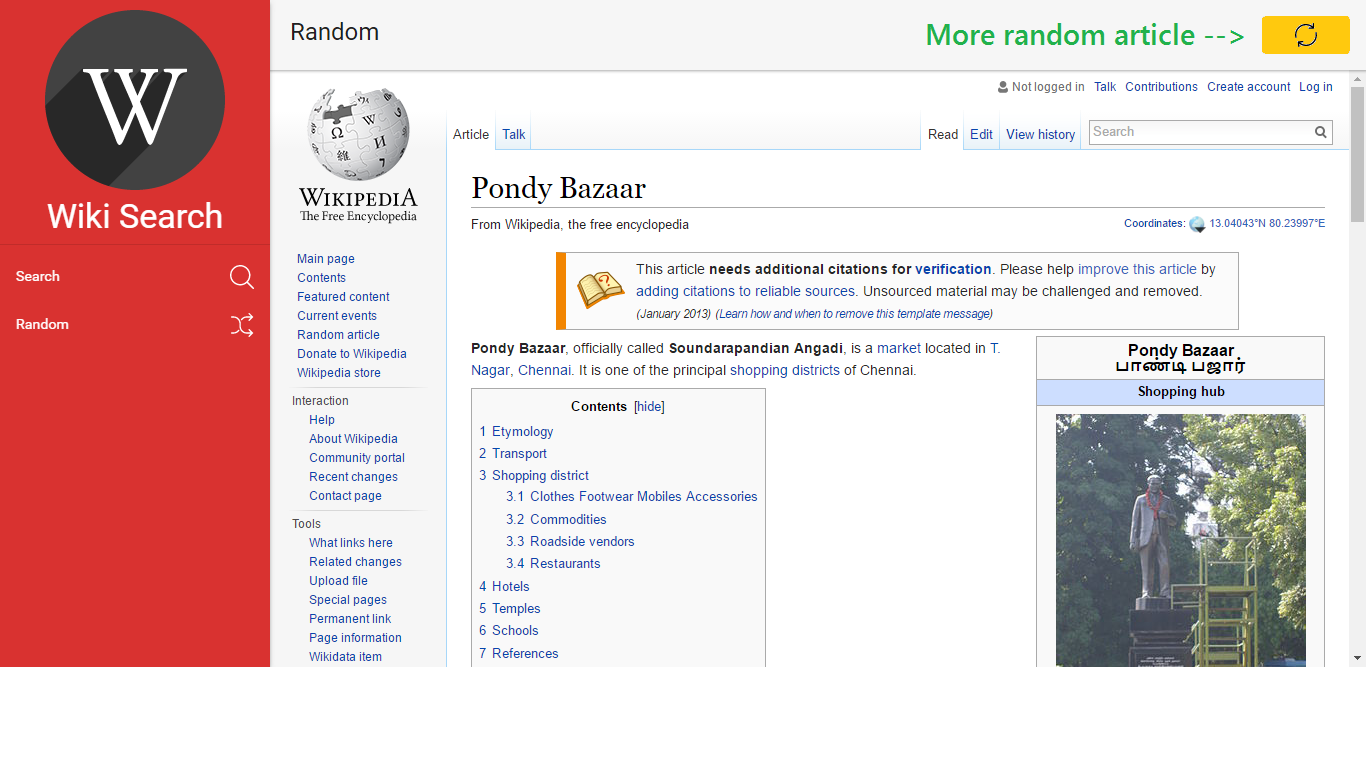 Wiki Search
Search
Random
Random
More random article -->
WIKIPEDIA
The Free Encyclopedia
Main page
Contents
Featured content
Current events
Random article
Donate to Wikipedia
Wikipedia store
Interaction
Help
About Wikipedia
Community portal
Recent changes
Contact page
Tools
What links here
Related changes
Upload file
Special pages
Permanent link
Page information
Wikidata item
Not logged in Talk Contributions Create account Log in
Article Talk Read Edit View history Search
Pondy Bazaar
From Wikipedia, the free encyclopedia
Coordinates: 13.04043°N 80.23997°E
This article needs additional citations for verification. Please help improve this article by
adding citations to reliable sources. Unsourced material may be challenged and removed.
(January 2013) (Learn how and when to remove this template message)
Pondy Bazaar, officially called Soundarapandian Angadi, is a market located in T.
Nagar, Chennai. It is one of the principal shopping districts of Chennai.
Contents [hide]
1 Etymology
2 Transport
3 Shopping district
3.1 Clothes Footwear Mobiles Accessories
3.2 Commodities
3.3 Roadside vendors
3.4 Restaurants
4 Hotels
5 Temples
6 Schools
7 References
Pondy Bazaar
பாண்டி பஜார்
Shopping hub